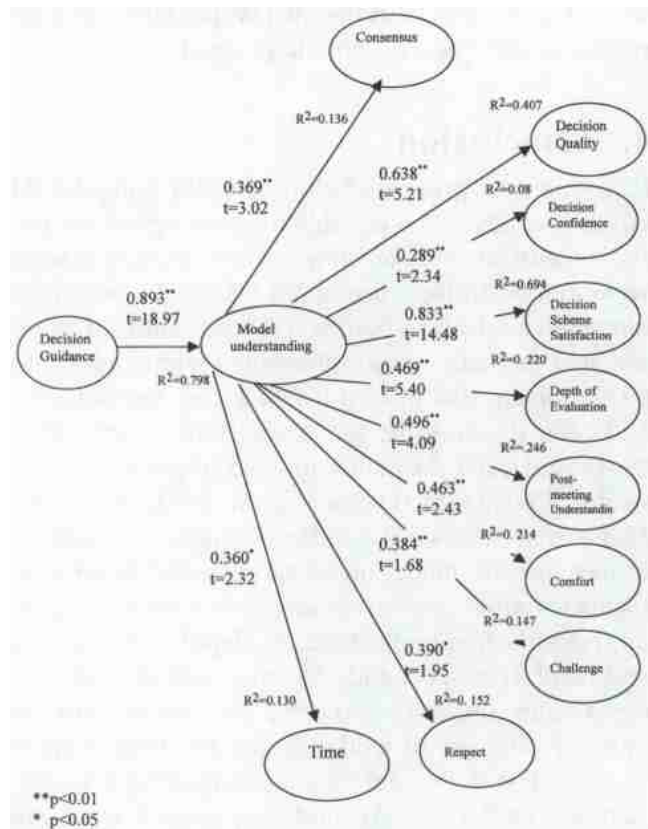 Consensus
R²=0.136
R²=0.407
Decision
Quality
0.369**
t=3.02
0.638**
t=5.21
R²=0.08
Decision
Confidence
0.289**
t=2.34
R²=0.694
0.893**
t=18.97
0.833**
t=14.48
Decision
Scheme
Satisfaction
Decision
Guidance
Model
understanding
R²=0.798
0.469**
t=5.40
R²=0. 220
Depth of
Evaluation
0.496**
t=4.09
R²=.246
0.463**
t=2.43
Post-
meeting
Understandin
R²=0. 214
0.384**
t=1.68
Comfort
0.360*
t=2.32
R²=0.147
0.390*
t=1.95
Challenge
R²=0.130
R²=0. 152
Time
Respect
**p<0.01
* p<0.05